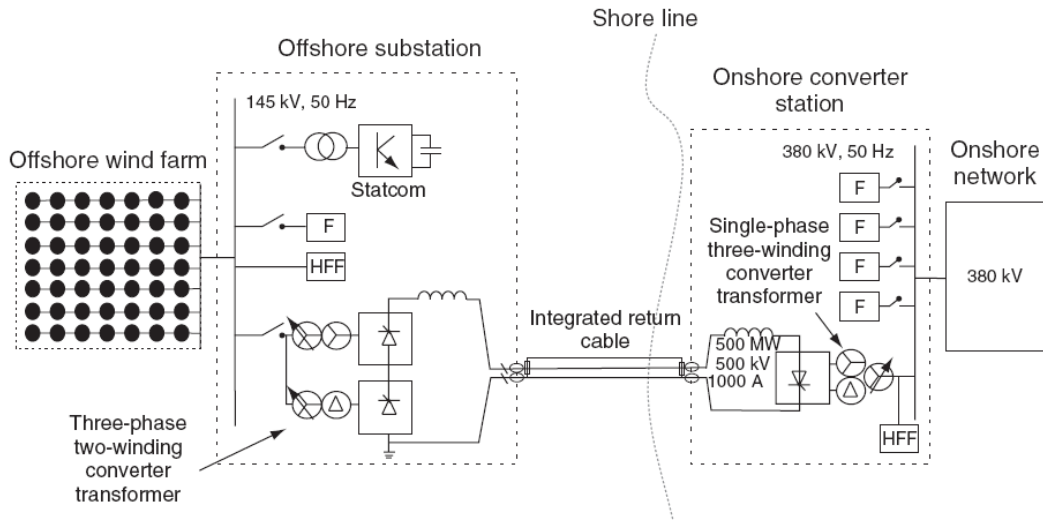 Shore line
Offshore substation
Onshore converter
station
145 kV, 50 Hz
380 kV, 50 Hz
Offshore wind farm
Onshore
network
Statcom
F
F
Single-phase
three-winding
converter
transformer
F
HFF
F
F
380 kV
Integrated return
cable
500 MW
500 kV
1000 A
Three-phase
two-winding
converter
transformer
HFF